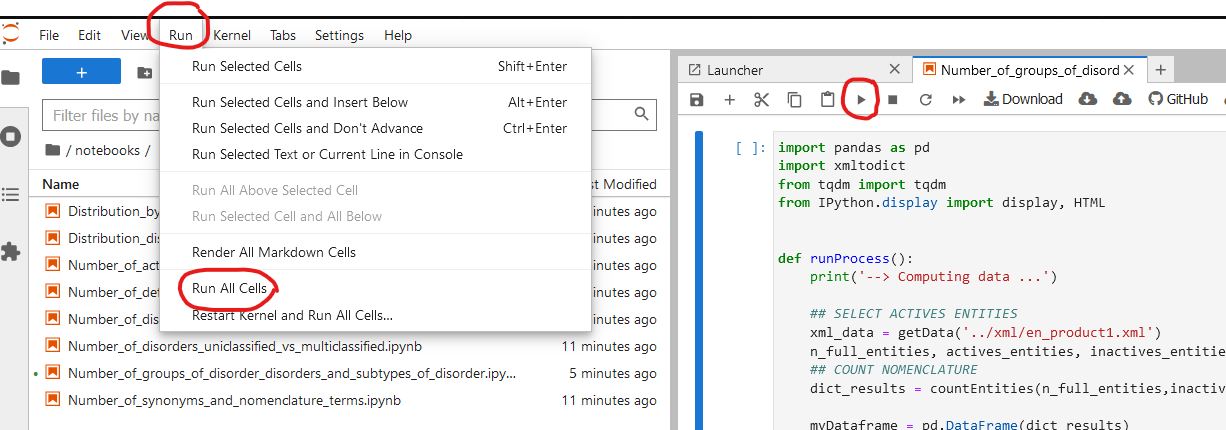 File Edit View Run Kernel Tabs Settings Help
Run Selected Cells Shift+Enter
Run Selected Cells and Insert Below Alt+Enter
Run Selected Cells and Don't Advance Ctrl+Enter
Run Selected Text or Current Line in Console
Run All Above Selected Cell
Run Selected Cell and All Below
Render All Markdown Cells
Run All Cells
Restart Kernel and Run All Cells...
Filter files by na
/ notebooks /
Name st Modified
Distribution_by minutes ago
Distribution_dis minutes ago
Number_of_act minutes ago
Number_of_def minutes ago
Number_of_dis minutes ago
Number_of_disorders_uniclassified_vs_multiclassified.ipynb 11 minutes ago
Number_of_groups_of_disorder_disorders_and_subtypes_of_disorder.ipy... 5 minutes ago
Number_of_synonyms_and_nomenclature_terms.ipynb 11 minutes ago
Launcher Number_of_groups_of_disord
Download GitHub
[ ]: import pandas as pd
import xmltodict
from tqdm import tqdm
from IPython.display import display, HTML
def runProcess():
print('--> Computing data ...')
## SELECT ACTIVES ENTITIES
xml_data = getData('../xml/en_product1.xml')
n_full_entities, actives_entities, inactives_entitie
## COUNT NOMENCLATURE
dict_results = countEntities(n_full_entities,inactiv
myDataframe = pd.DataFrame(dict_results)